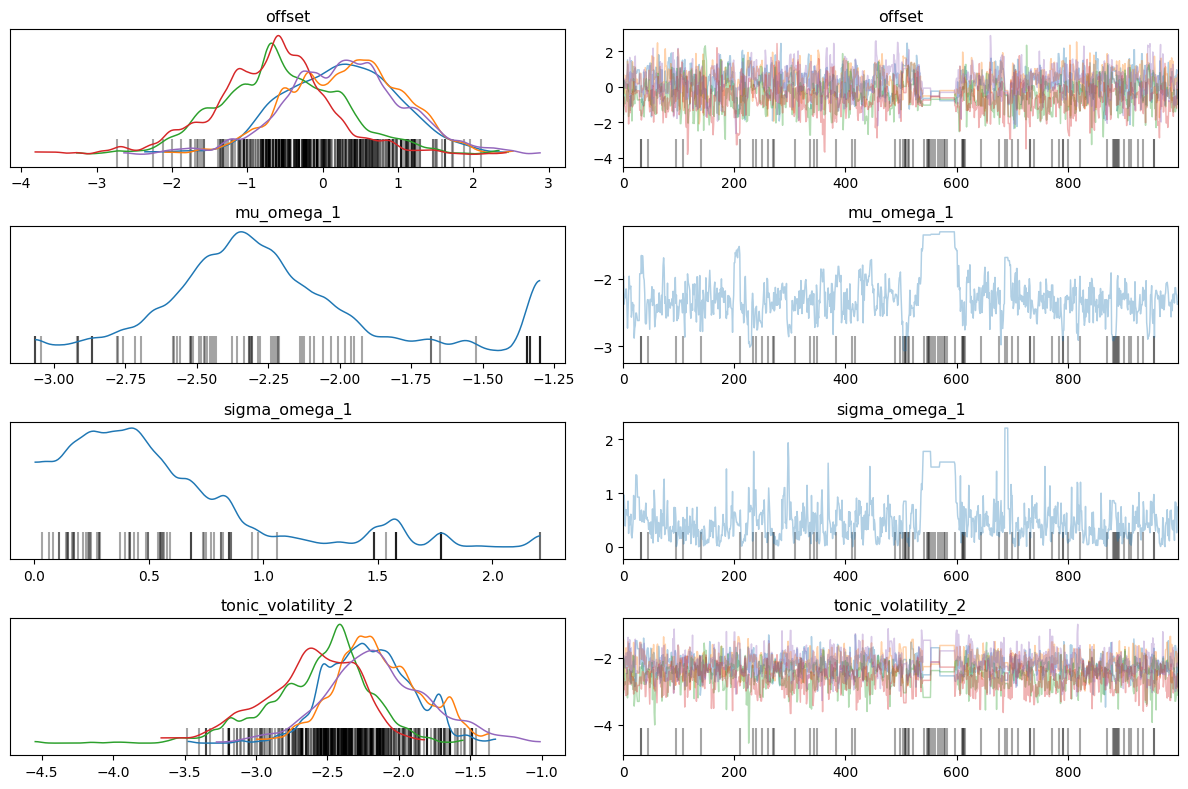 offset offset
2
0
−2
−4
−4 −3 −2 −1 0 1 2 3 0 200 400 600 800
mu_omega_1 mu_omega_1
−2
−3
−3.00 −2.75 −2.50 −2.25 −2.00 −1.75 −1.50 −1.25 0 200 400 600 800
sigma_omega_1 sigma_omega_1
2
1
0
0.0 0.5 1.0 1.5 2.0 0 200 400 600 800
tonic_volatility_2 tonic_volatility_2
−2
−4
−4.5 −4.0 −3.5 −3.0 −2.5 −2.0 −1.5 −1.0 0 200 400 600 800